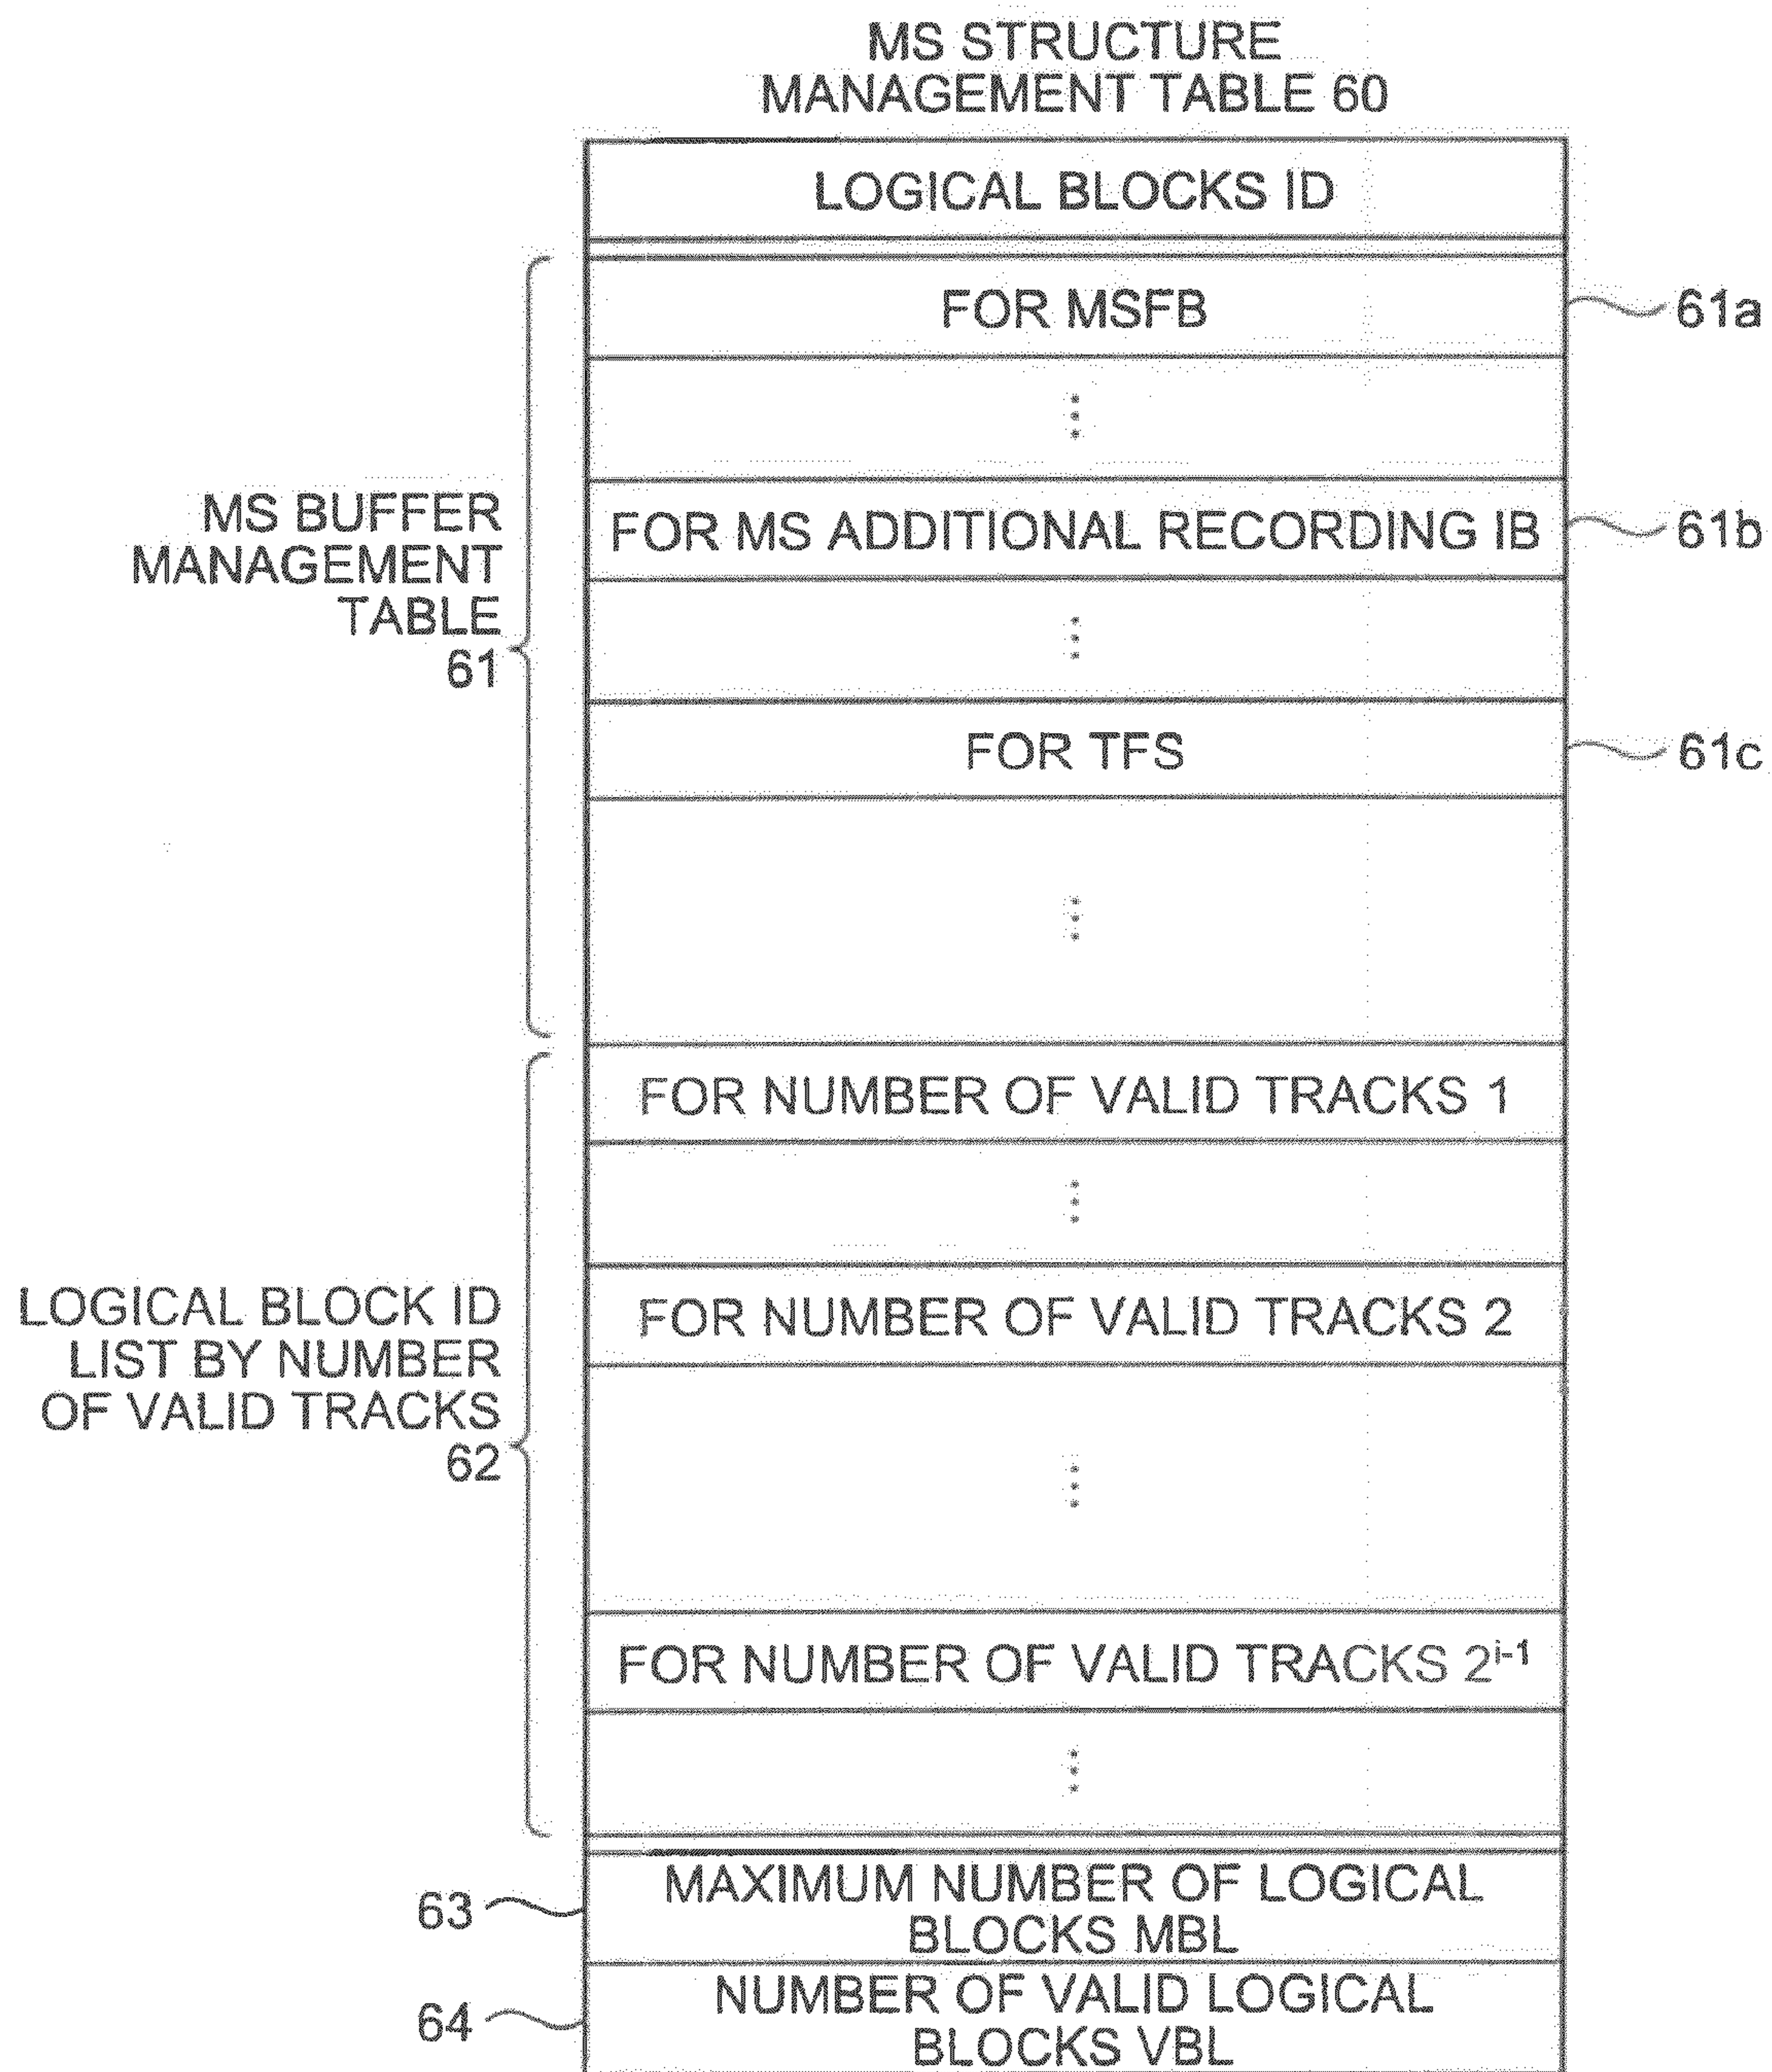 MS STRUCTURE
MANAGEMENT TABLE 60
LOGICAL BLOCKS ID
FOR MSFB
61a
MS BUFFER
MANAGEMENT
TABLE
61
FOR MS ADDITIONAL RECORDING IB
61b
FOR TFS
61c
FOR NUMBER OF VALID TRACKS 1
FOR NUMBER OF VALID TRACKS 2
LOGICAL BLOCK ID
LIST BY NUMBER
OF VALID TRACKS
62
FOR NUMBER OF VALID TRACKS 2^i-1
63
MAXIMUM NUMBER OF LOGICAL
BLOCKS MBL
64
NUMBER OF VALID LOGICAL
BLOCKS VBL